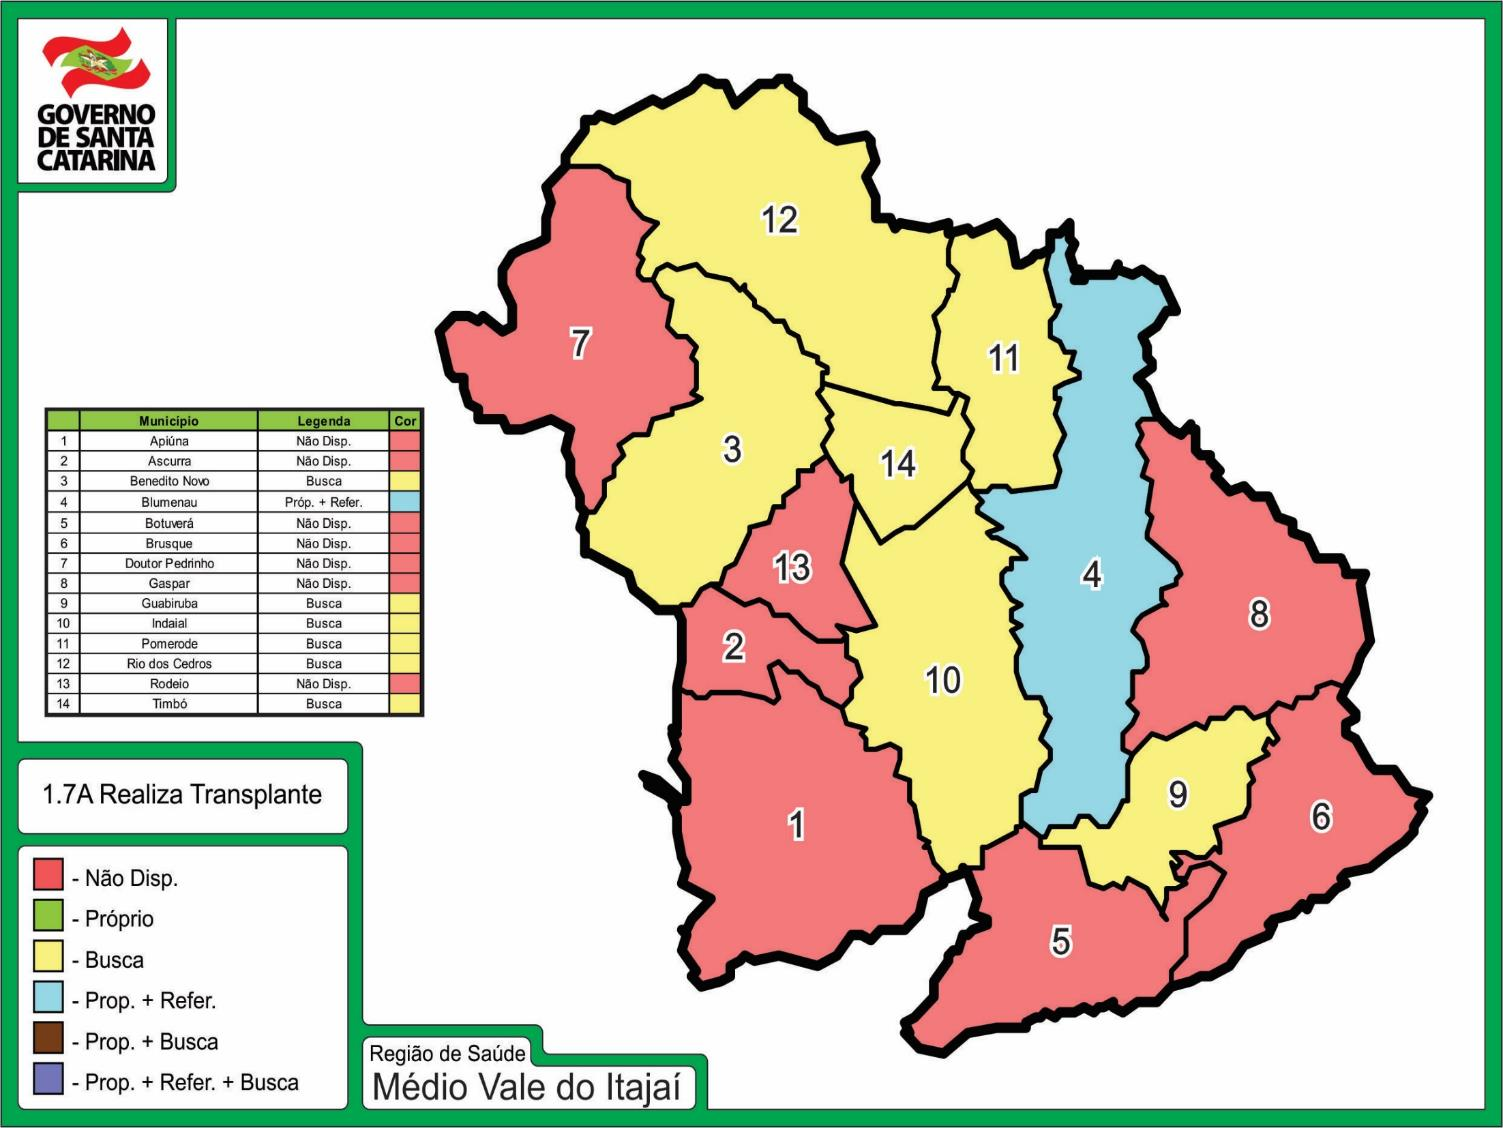 GOVERNO
DE SANTA
CATARINA
12
7
11
3
14
13
4
8
2
10
9
1
6
5
Município Legenda Cor
1 Apiúna Não Disp.
2 Ascurra Não Disp.
3 Benedito Novo Busca
4 Blumenau Próp. + Refer.
5 Botuverá Não Disp.
6 Brusque Não Disp.
7 Doutor Pedrinho Não Disp.
8 Gaspar Não Disp.
9 Guabiruba Busca
10 Indaial Busca
11 Pomerode Busca
12 Rio dos Cedros Busca
13 Rodeio Não Disp.
14 Timbó Busca
1.7A Realiza Transplante
- Não Disp.
- Próprio
- Busca
- Prop. + Refer.
- Prop. + Busca
- Prop. + Refer. + Busca
Região de Saúde
Médio Vale do Itajaí